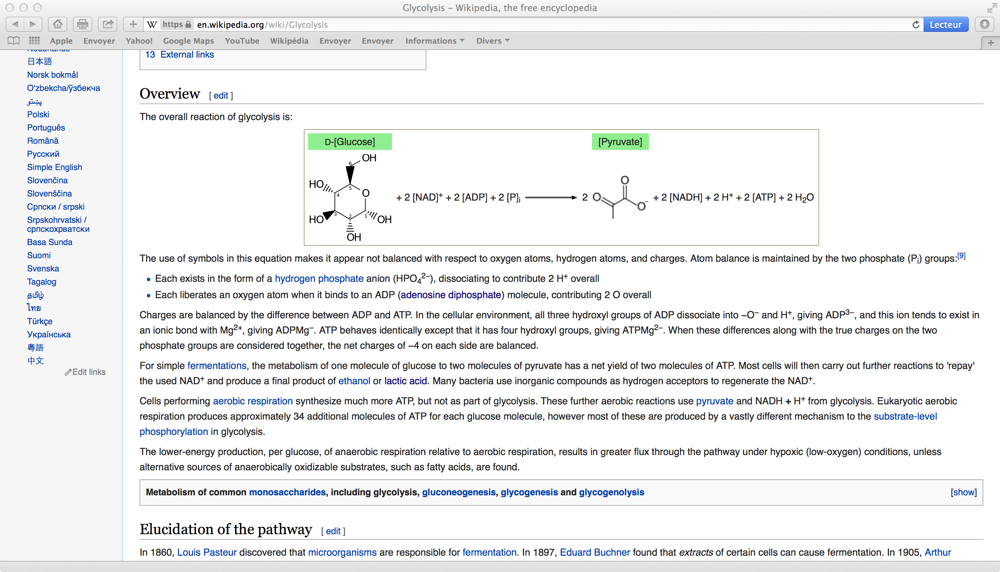 Glycolysis – Wikipedia, the free encyclopedia
W https en.wikipedia.org/wiki/Glycolysis Lecteur
Apple Envoyer Yahoo! Google Maps YouTube Wikipédia Envoyer Envoyer Informations Divers
日本語
Norsk bokmål
Oʻzbekcha/ўзбекча
پښتو
Polski
Português
Română
Русский
Simple English
Slovenčina
Slovenščina
Српски / srpski
Srpskohrvatski /
српскохрватски
Basa Sunda
Suomi
Svenska
Tagalog
தமிழ்
ไทย
Türkçe
Українська
粵語
中文
Edit links
13 External links
Overview [ edit ]
The overall reaction of glycolysis is:
D-[Glucose] [Pyruvate]
OH
6
HO
5
4
O
O
+ 2 [NAD]⁺ + 2 [ADP] + 2 [P]ᵢ ⟶ 2 O O⁻ + 2 [NADH] + 2 H⁺ + 2 [ATP] + 2 H₂O
3 2 1
HO OH
OH
The use of symbols in this equation makes it appear not balanced with respect to oxygen atoms, hydrogen atoms, and charges. Atom balance is maintained by the two phosphate (Pᵢ) groups:[9]
• Each exists in the form of a hydrogen phosphate anion (HPO₄²⁻), dissociating to contribute 2 H⁺ overall
• Each liberates an oxygen atom when it binds to an ADP (adenosine diphosphate) molecule, contributing 2 O overall
Charges are balanced by the difference between ADP and ATP. In the cellular environment, all three hydroxyl groups of ADP dissociate into –O⁻ and H⁺, giving ADP³⁻, and this ion tends to exist in
an ionic bond with Mg²⁺, giving ADPMg⁻. ATP behaves identically except that it has four hydroxyl groups, giving ATPMg²⁻. When these differences along with the true charges on the two
phosphate groups are considered together, the net charges of –4 on each side are balanced.
For simple fermentations, the metabolism of one molecule of glucose to two molecules of pyruvate has a net yield of two molecules of ATP. Most cells will then carry out further reactions to 'repay'
the used NAD⁺ and produce a final product of ethanol or lactic acid. Many bacteria use inorganic compounds as hydrogen acceptors to regenerate the NAD⁺.
Cells performing aerobic respiration synthesize much more ATP, but not as part of glycolysis. These further aerobic reactions use pyruvate and NADH + H⁺ from glycolysis. Eukaryotic aerobic
respiration produces approximately 34 additional molecules of ATP for each glucose molecule, however most of these are produced by a vastly different mechanism to the substrate-level
phosphorylation in glycolysis.
The lower-energy production, per glucose, of anaerobic respiration relative to aerobic respiration, results in greater flux through the pathway under hypoxic (low-oxygen) conditions, unless
alternative sources of anaerobically oxidizable substrates, such as fatty acids, are found.
Metabolism of common monosaccharides, including glycolysis, gluconeogenesis, glycogenesis and glycogenolysis [show]
Elucidation of the pathway [ edit ]
In 1860, Louis Pasteur discovered that microorganisms are responsible for fermentation. In 1897, Eduard Buchner found that extracts of certain cells can cause fermentation. In 1905, Arthur